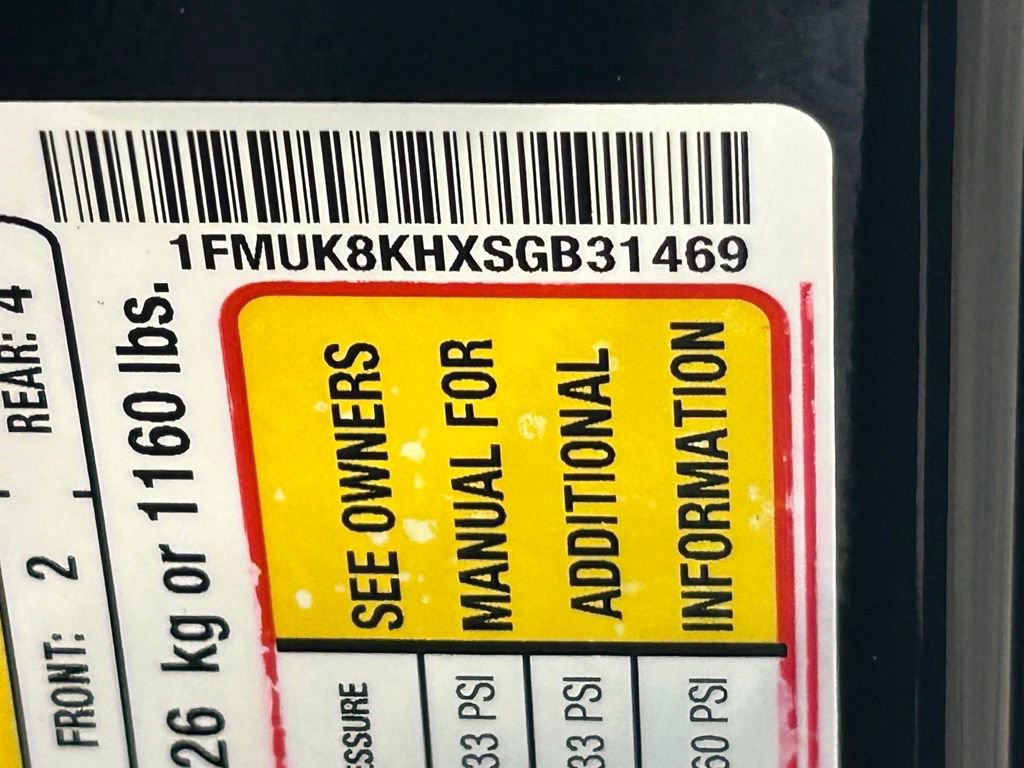 1FMUK8KHXSGB31469
FRONT: 2 REAR: 4
26 kg or 1160 lbs.
SEE OWNERS
MANUAL FOR
ADDITIONAL
INFORMATION
ESSURE
33 PSI
33 PSI
60 PSI